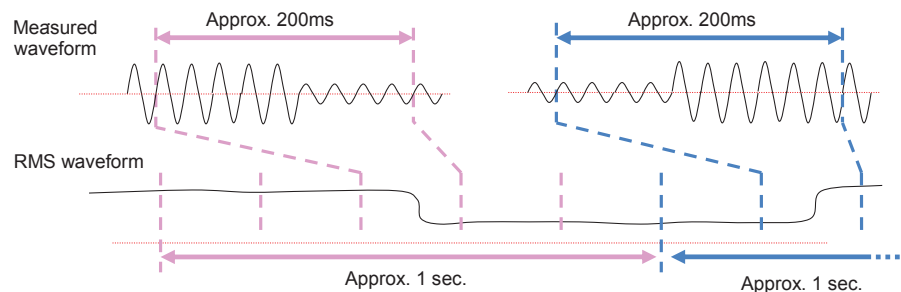 Approx. 200ms
Approx. 200ms
Measured
waveform
RMS waveform
Approx. 1 sec.
Approx. 1 sec.